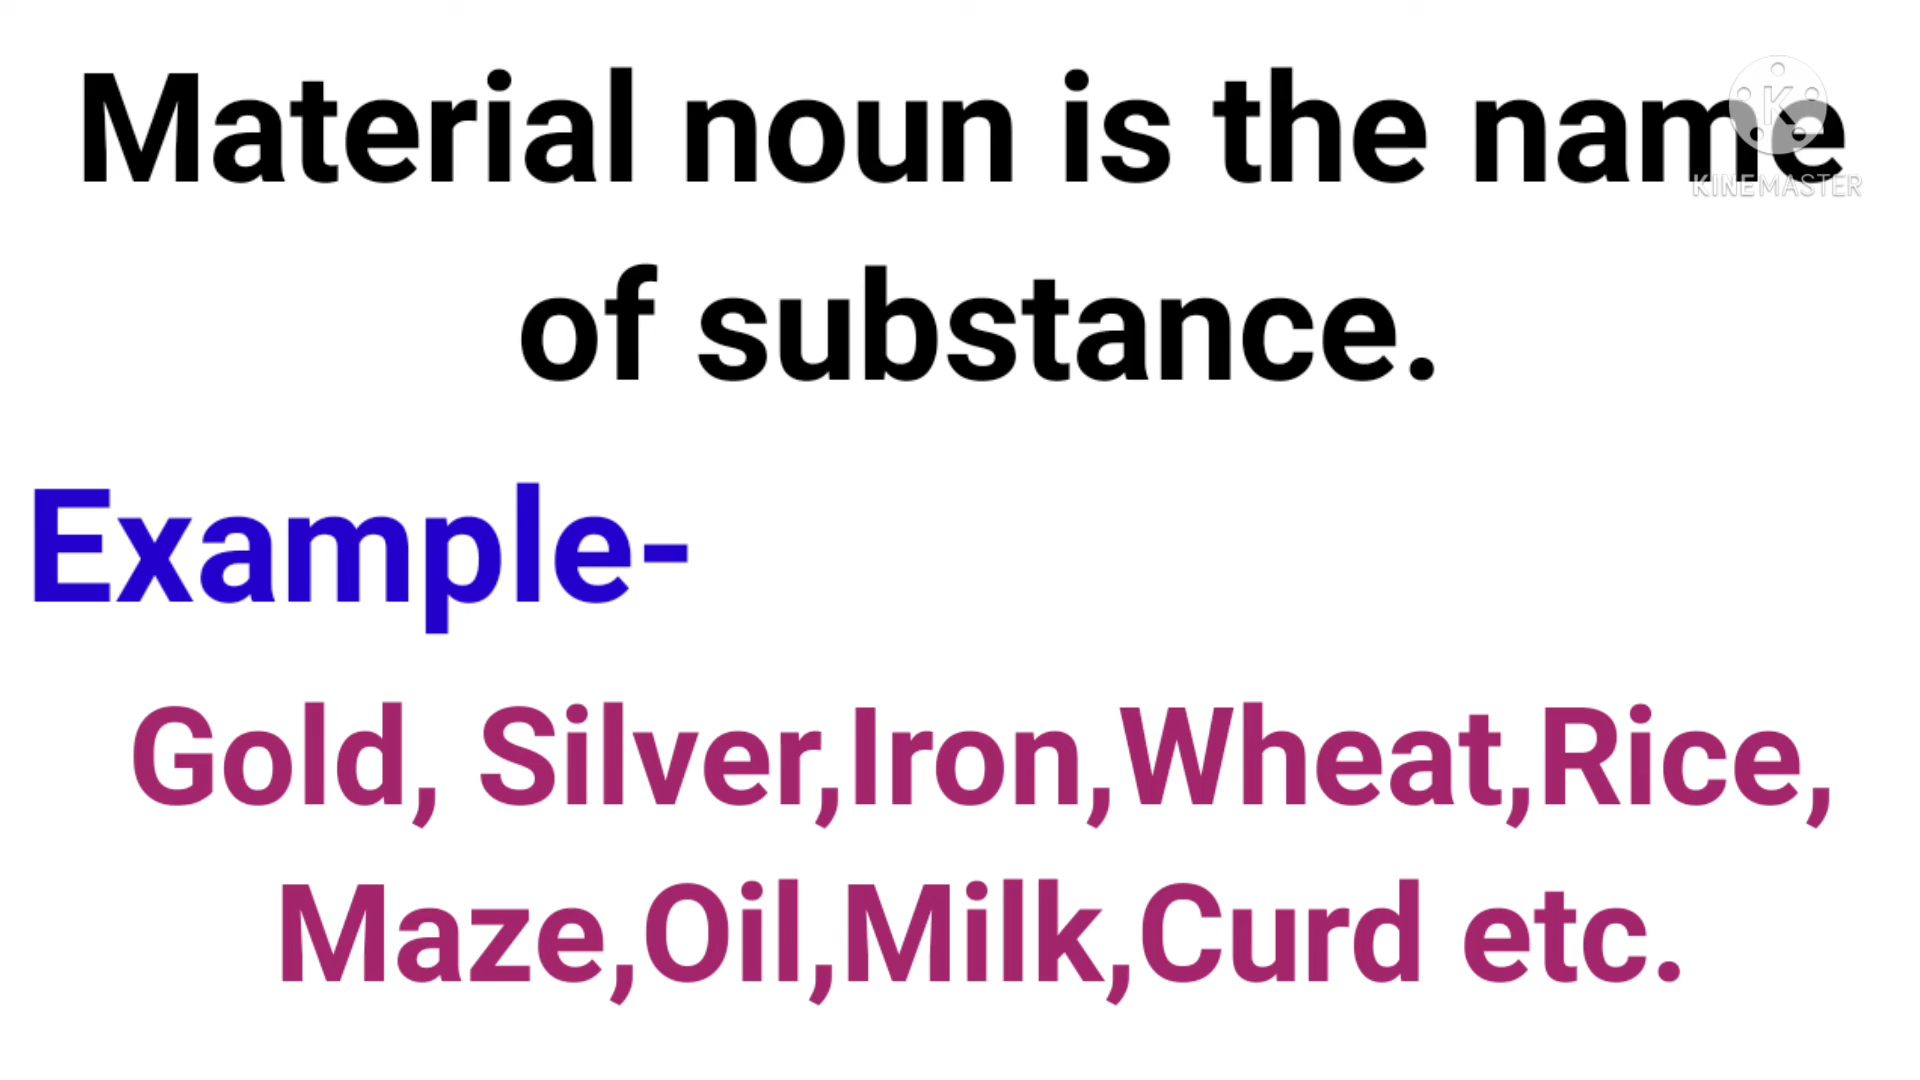 Material noun is the name
KINEMASTER
of substance.
Example-
Gold, Silver,Iron,Wheat,Rice,
Maze,Oil,Milk,Curd etc.